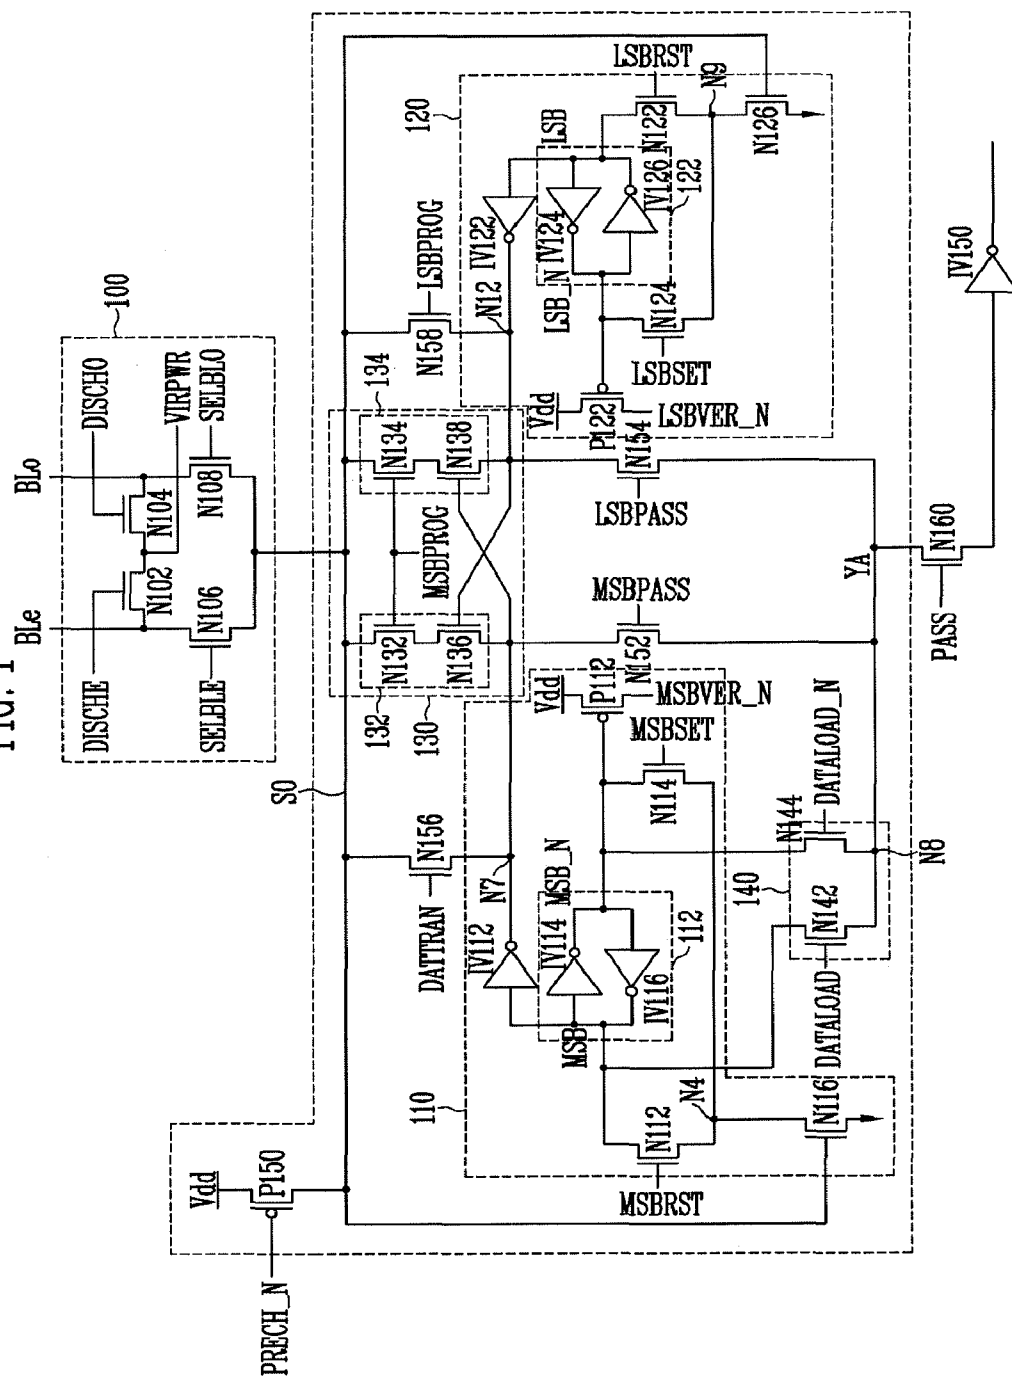 FIG. 1
BLe
BLo
DISCHE
DISCHO
100
N102
N104
VIRPWR
N106
N108
SELBLE
SELBLO
PRECH_N
Vdd
P150
SO
DATTRAN
N156
N7
132
N132
N136
130
MSBPROG
134
N134
N138
N158
LSBPROG
N12
110
IV112
MSB
IV114
IV116
MSB_N
112
Vdd
P112
MSBVER_N
MSBSET
N114
MSBRST
N112
N4
N116
120
IV122
LSB_N
IV124
IV126
LSB
122
Vdd
P122
LSBVER_N
LSBSET
N124
LSBRST
N122
N9
N126
MSBPASS
N152
LSBPASS
N154
140
DATALOAD
N142
N144
DATALOAD_N
N8
YA
PASS
N160
IV150